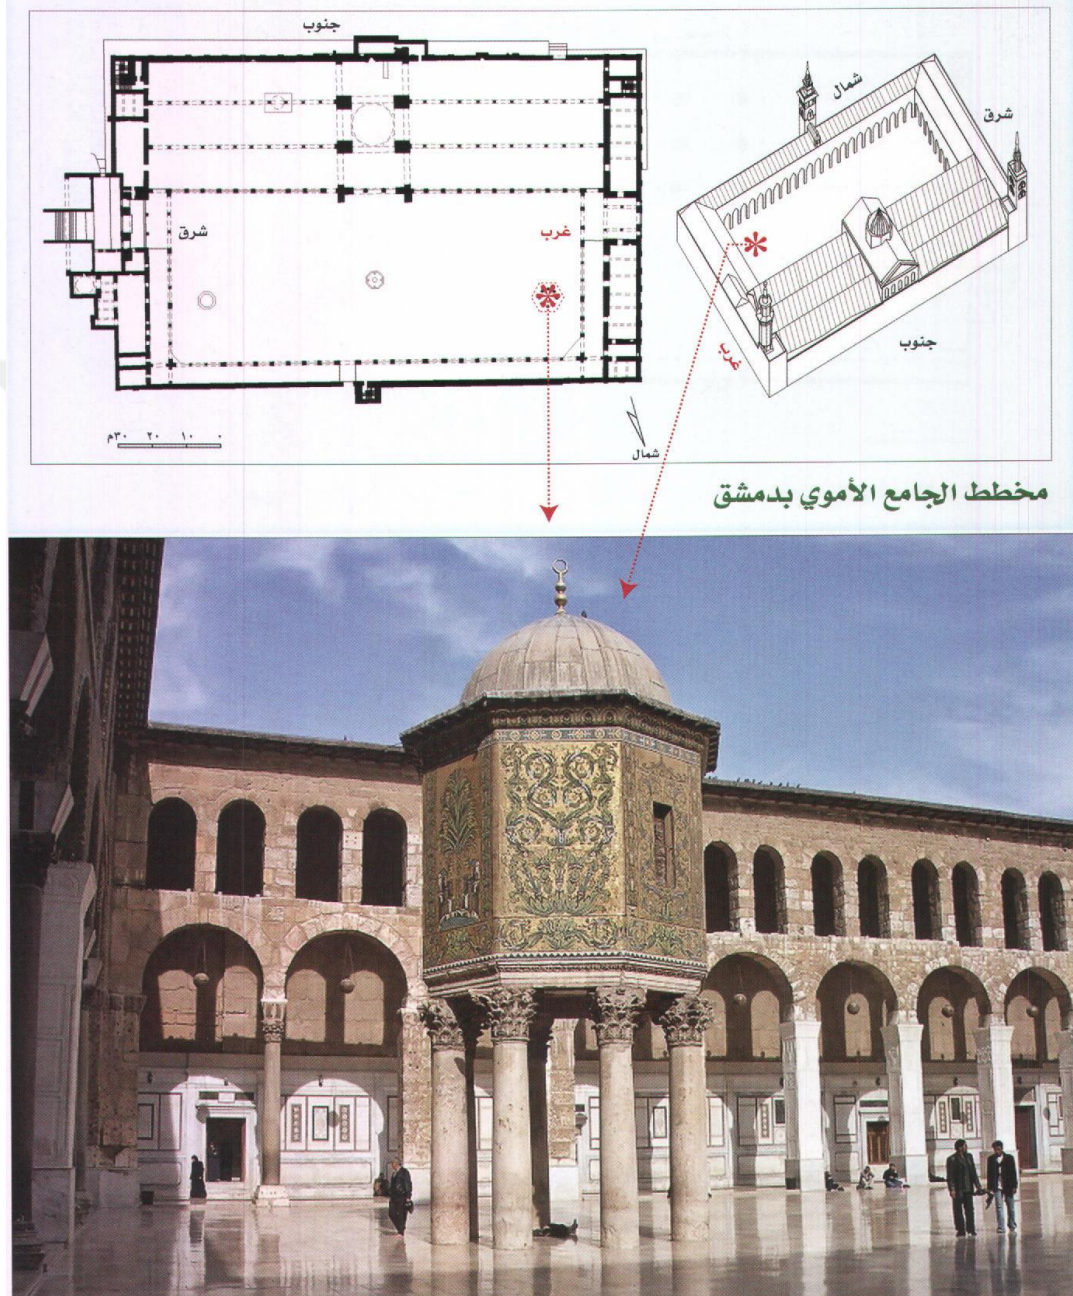 جنوب
شمال
شرق
شرق
غرب
غرب
جنوب
شمال
٠ ١٠ ٢٠ ٣٠م
مخطط الجامع الأموي بدمشق